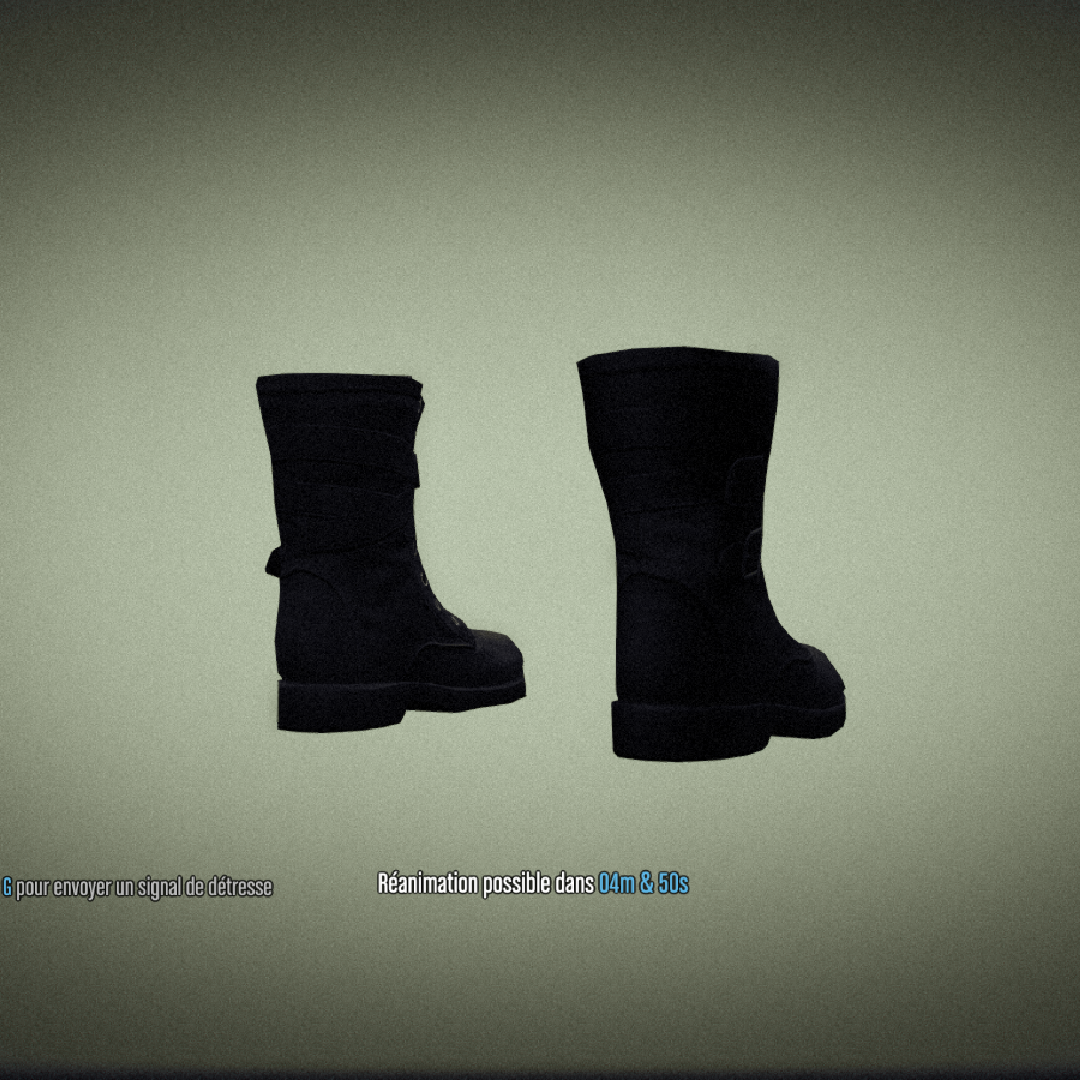 G pour envoyer un signal de détresse
Réanimation possible dans 04m & 50s